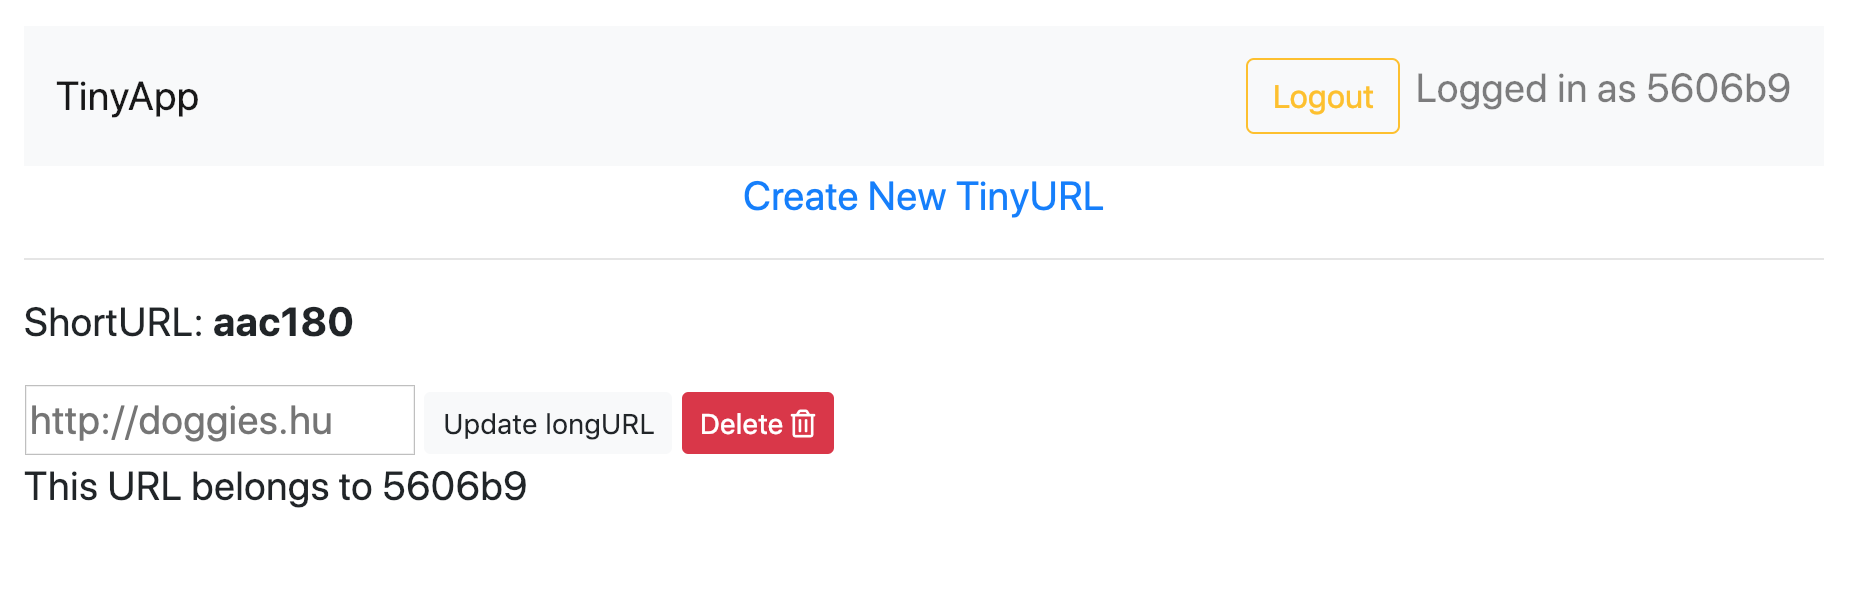 TinyApp
Logout
Logged in as 5606b9
Create New TinyURL
ShortURL: aac180
http://doggies.hu
Update longURL
Delete
This URL belongs to 5606b9